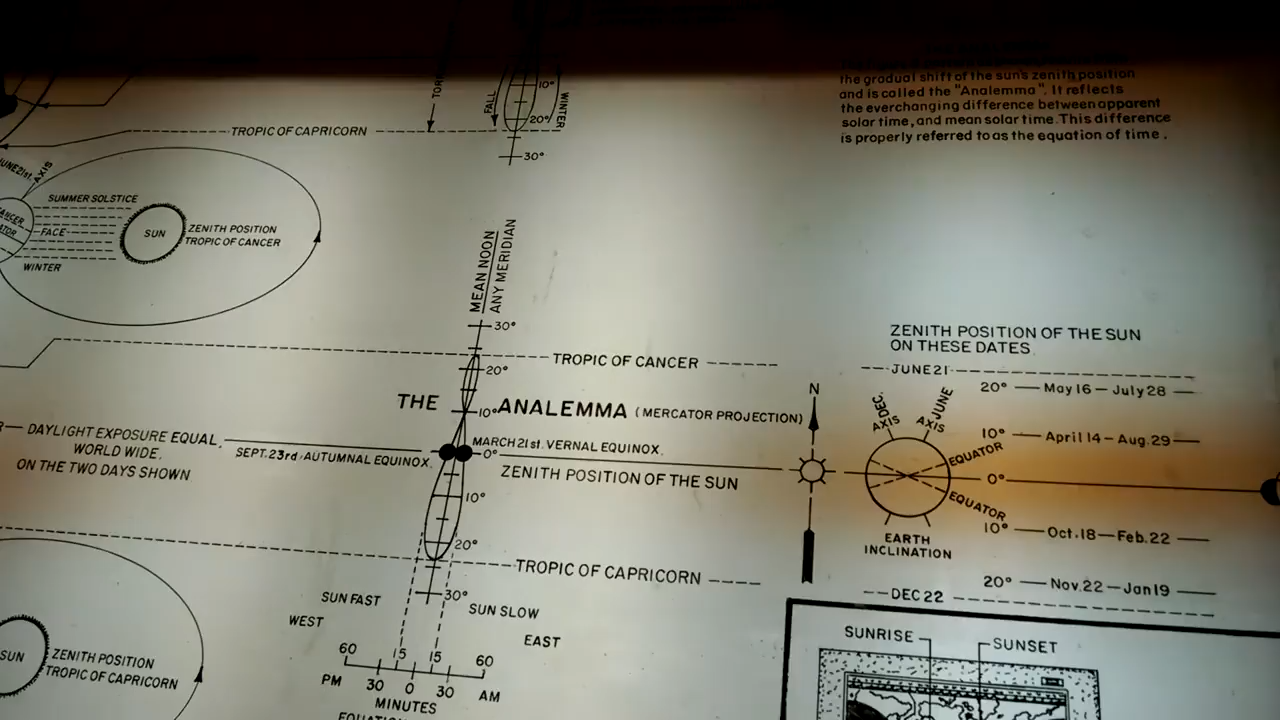 the gradual shift of the sun's zenith position
and is called the "Analemma". It reflects
the everchanging difference between apparent
solar time, and mean solar time. This difference
is properly referred to as the equation of time.
FALL
WINTER
10°
20°
30°
TROPIC OF CAPRICORN
JUNE 21st.
AXIS
SUMMER SOLSTICE
FACE
WINTER
SUN
ZENITH POSITION
TROPIC OF CANCER
MEAN NOON
ANY MERIDIAN
30°
TROPIC OF CANCER
20°
THE ANALEMMA (MERCATOR PROJECTION)
10°
MARCH 21st. VERNAL EQUINOX.
0°
DAYLIGHT EXPOSURE EQUAL
WORLD WIDE.
ON THE TWO DAYS SHOWN
SEPT. 23rd AUTUMNAL EQUINOX.
ZENITH POSITION OF THE SUN
10°
20°
TROPIC OF CAPRICORN
30°
SUN FAST
SUN SLOW
WEST
EAST
60 15 15 60
PM 30 0 30 AM
MINUTES
SUN
ZENITH POSITION
TROPIC OF CAPRICORN
ZENITH POSITION OF THE SUN
ON THESE DATES.
JUNE 21
20° May 16 – July 28
10° April 14 – Aug. 29
0°
10° Oct. 18 – Feb. 22
20° Nov. 22 – Jan 19
DEC 22
N
DEC.
AXIS
JUNE
AXIS
EQUATOR
EQUATOR
EARTH
INCLINATION
SUNRISE
SUNSET